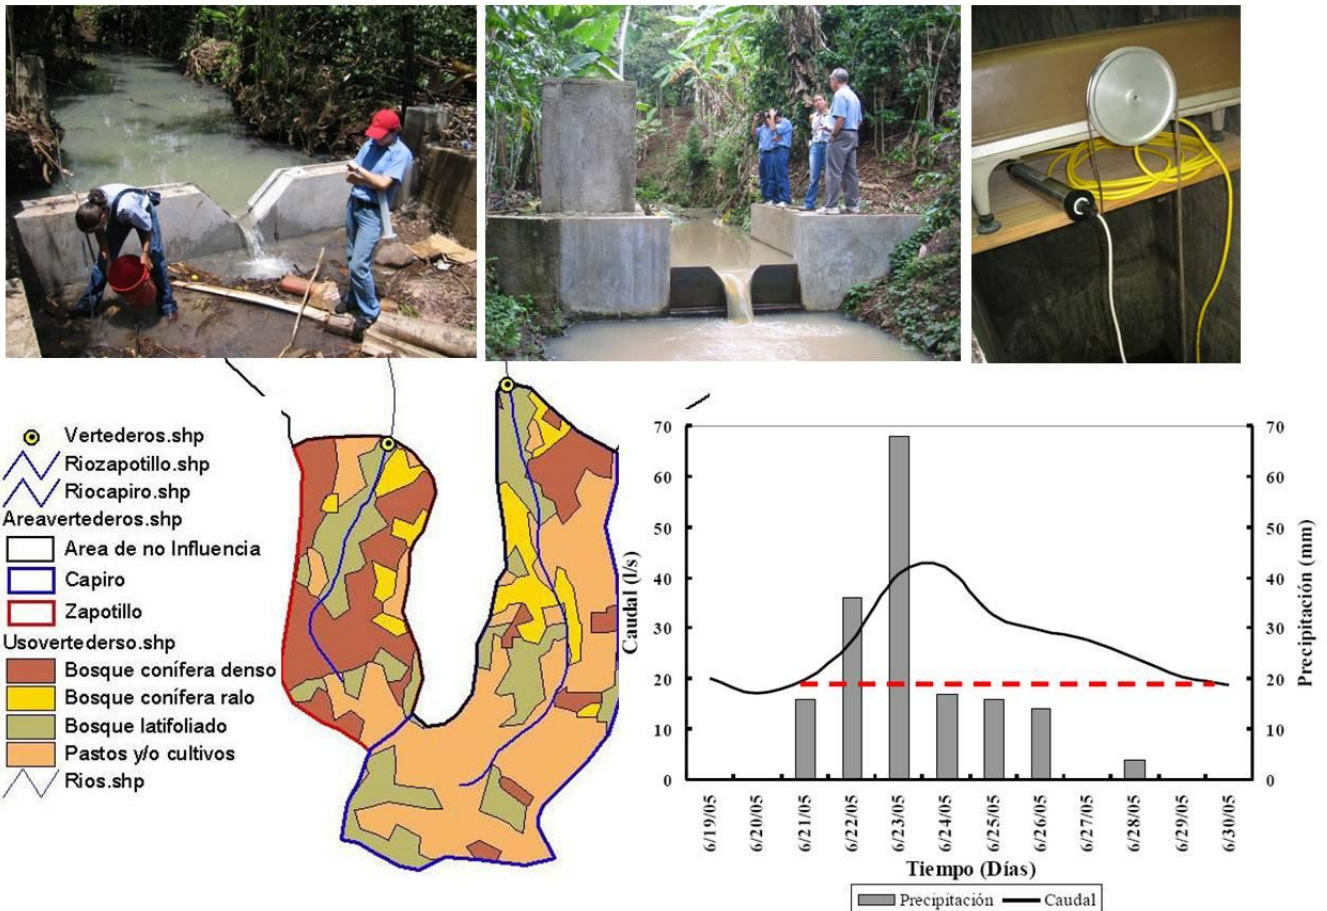 Vertederos.shp
Riozapotillo.shp
Riocapiro.shp
Areavertederos.shp
Area de no Influencia
Capiro
Zapotillo
Usovertederso.shp
Bosque conífera denso
Bosque conífera ralo
Bosque latifoliado
Pastos y/o cultivos
Rios.shp
Caudal (l/s)
70
60
50
40
30
20
10
0
Precipitación (mm)
70
60
50
40
30
20
10
0
6/19/05
6/20/05
6/21/05
6/22/05
6/23/05
6/24/05
6/25/05
6/26/05
6/27/05
6/28/05
6/29/05
6/30/05
Tiempo (Días)
Precipitación Caudal